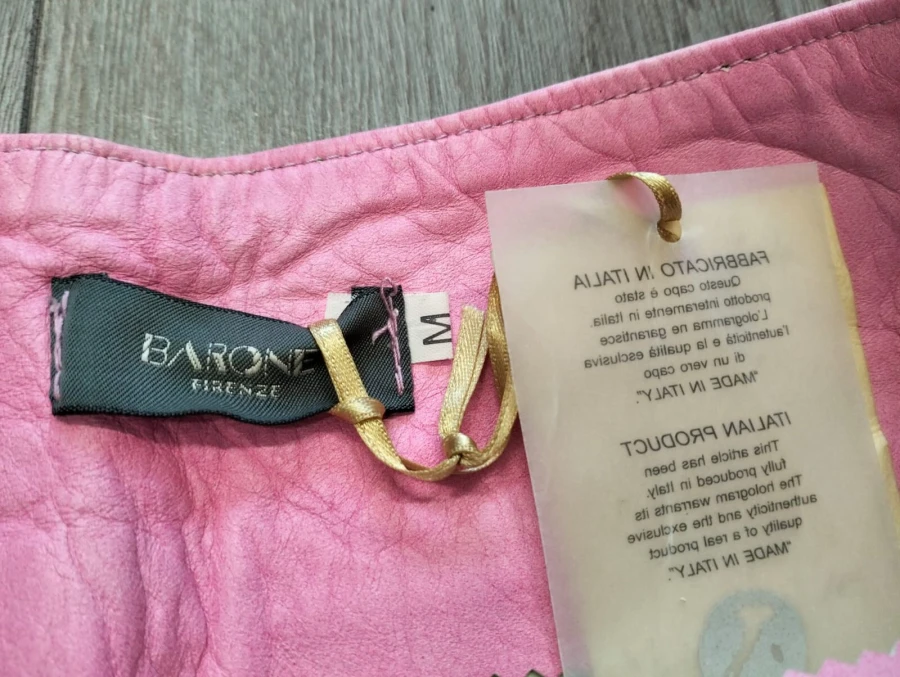 BARONE
FIRENZE
M
FABBRICATO IN ITALIA
Questo capo è stato
prodotto interamente in italia.
L'ologramma ne garantisce
l'autenticità e la qualità esclusiva
di un vero capo
"MADE IN ITALY".
ITALIAN PRODUCT
This article has been
fully produced in Italy.
The hologram warrants its
authenticity and the exclusive
quality of a real product
"MADE IN ITALY".